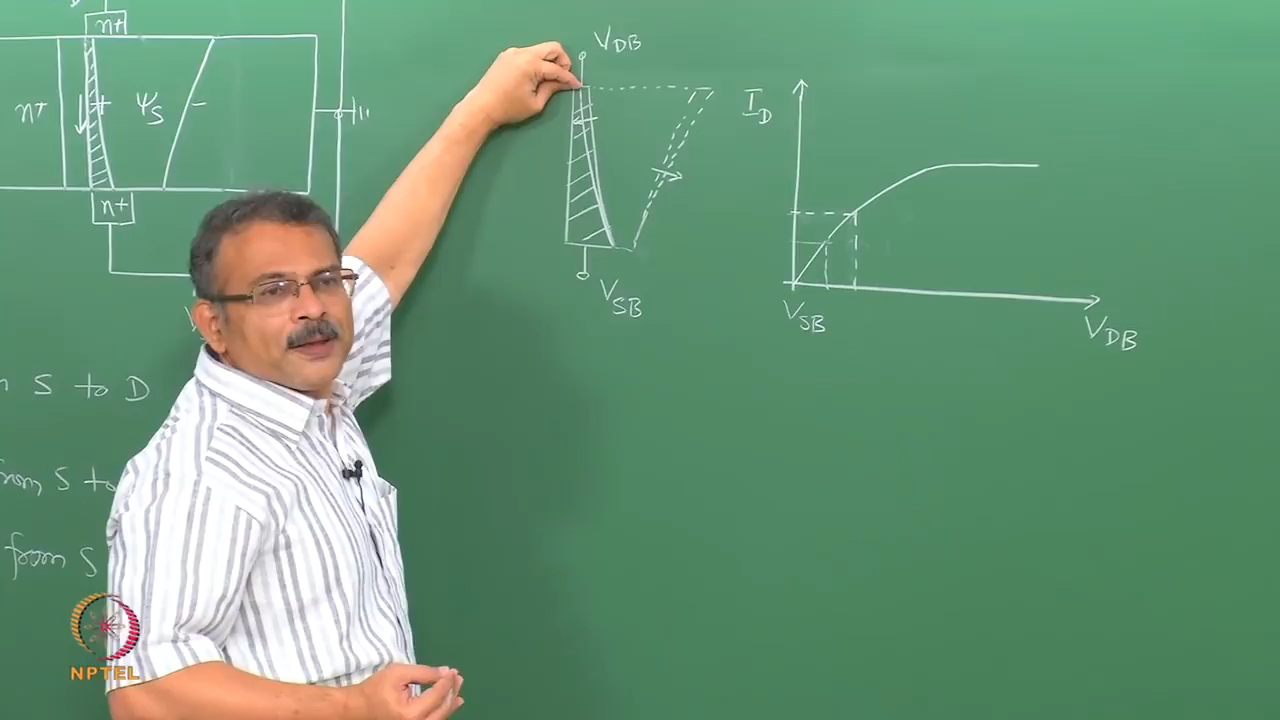 n+
n+
ψs
+
-
n+
S to D
from S to
from S
VDB
VSB
ID
VSB
VDB
NPTEL